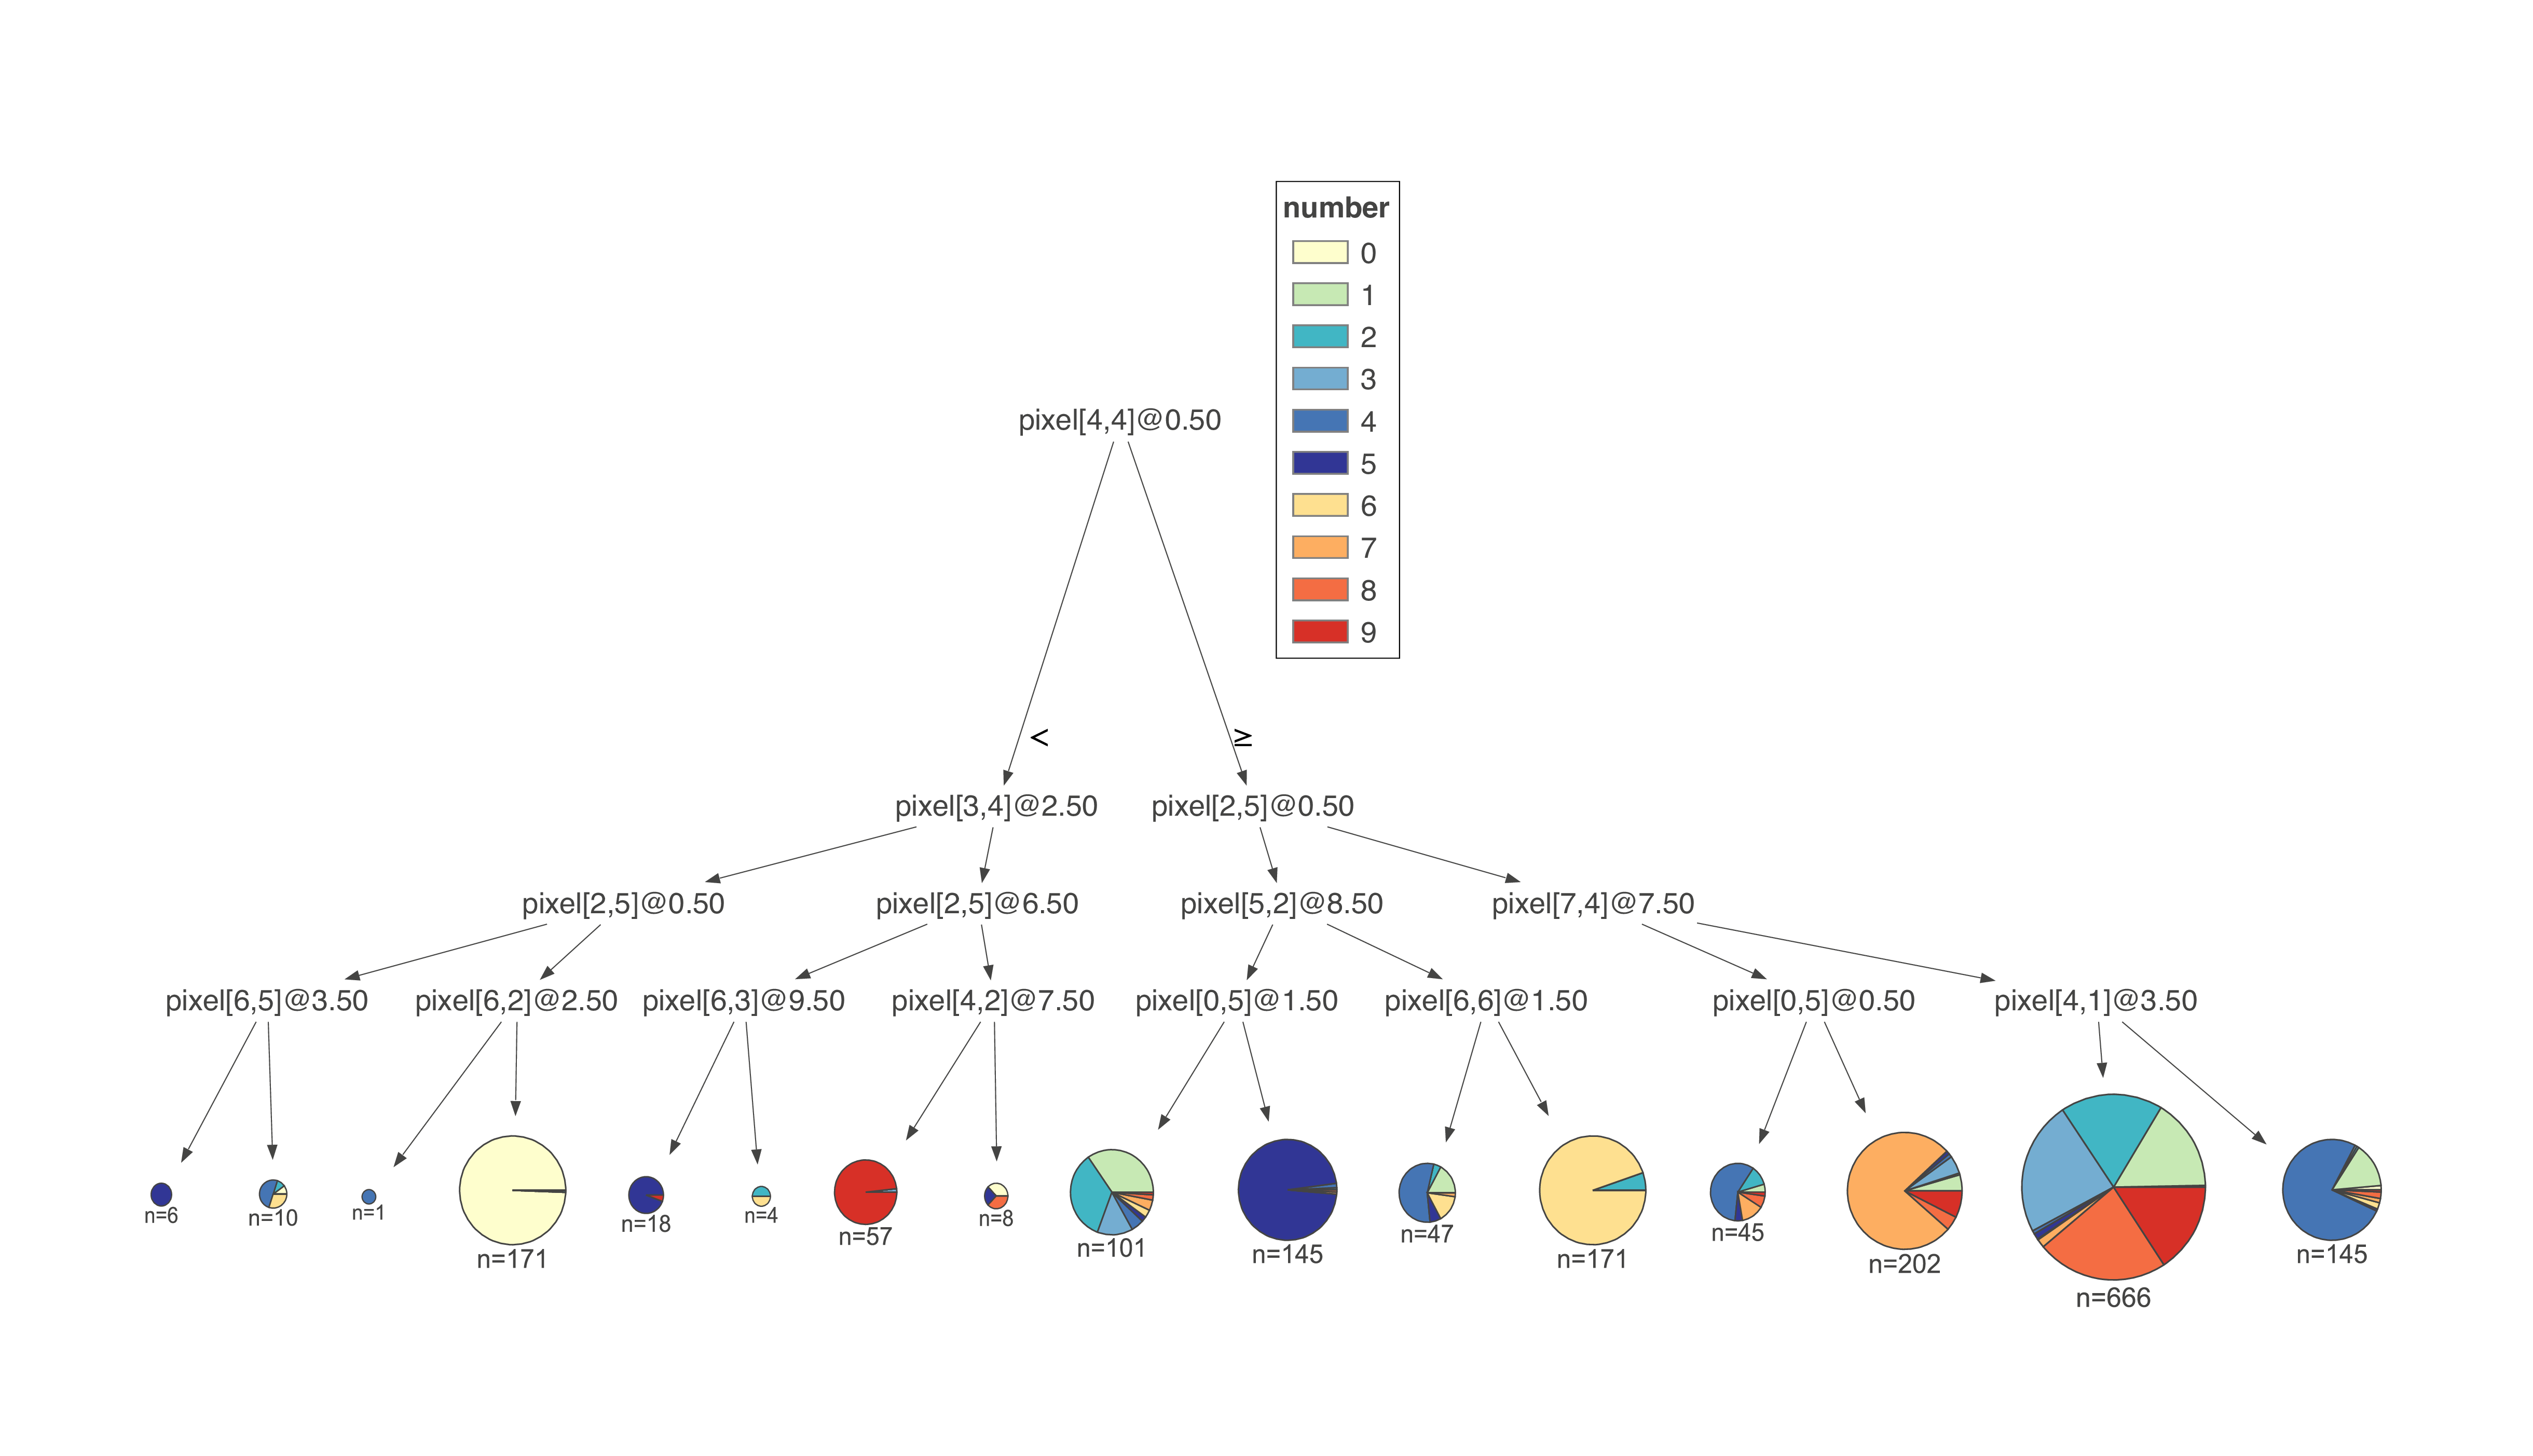 number
0
1
2
3
4
5
6
7
8
9
pixel[4,4]@0.50
< ≥
pixel[3,4]@2.50 pixel[2,5]@0.50
pixel[2,5]@0.50 pixel[2,5]@6.50 pixel[5,2]@8.50 pixel[7,4]@7.50
pixel[6,5]@3.50 pixel[6,2]@2.50 pixel[6,3]@9.50 pixel[4,2]@7.50 pixel[0,5]@1.50 pixel[6,6]@1.50 pixel[0,5]@0.50 pixel[4,1]@3.50
n=6 n=10 n=1 n=171 n=18 n=4 n=57 n=8 n=101 n=145 n=47 n=171 n=45 n=202 n=666 n=145